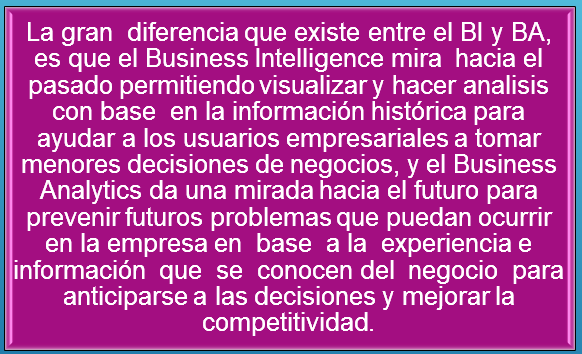 La gran diferencia que existe entre el BI y BA,
es que el Business Intelligence mira hacia el
pasado permitiendo visualizar y hacer analisis
con base en la información histórica para
ayudar a los usuarios empresariales a tomar
menores decisiones de negocios, y el Business
Analytics da una mirada hacia el futuro para
prevenir futuros problemas que puedan ocurrir
en la empresa en base a la experiencia e
información que se conocen del negocio para
anticiparse a las decisiones y mejorar la
competitividad.